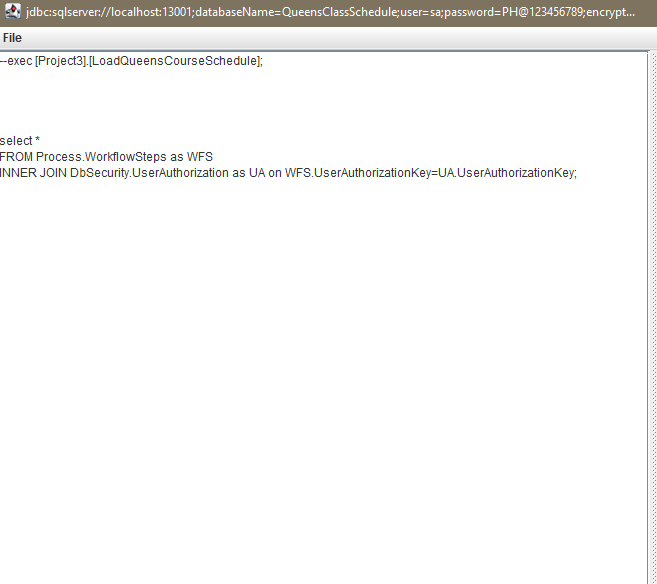 jdbc:sqlserver://localhost:13001;databaseName=QueensClassSchedule;user=sa;password=PH@123456789;encrypt...
File
--exec [Project3].[LoadQueensCourseSchedule];
select *
FROM Process.WorkflowSteps as WFS
INNER JOIN DbSecurity.UserAuthorization as UA on WFS.UserAuthorizationKey=UA.UserAuthorizationKey;